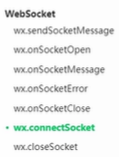 WebSocket
wx.sendSocketMessage
wx.onSocketOpen
wx.onSocketMessage
wx.onSocketError
wx.onSocketClose
• wx.connectSocket
wx.closeSocket